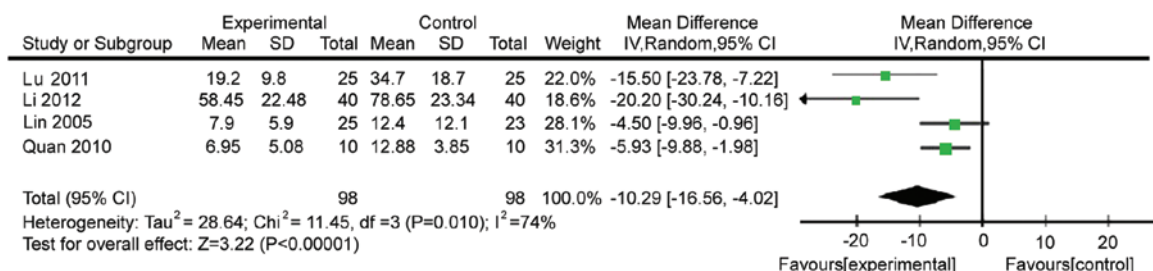 Experimental Control Mean Difference Mean Difference
Study or Subgroup Mean SD Total Mean SD Total Weight IV,Random,95% CI IV,Random,95% CI
Lu 2011 19.2 9.8 25 34.7 18.7 25 22.0% -15.50 [-23.78, -7.22]
Li 2012 58.45 22.48 40 78.65 23.34 40 18.6% -20.20 [-30.24, -10.16]
Lin 2005 7.9 5.9 25 12.4 12.1 23 28.1% -4.50 [-9.96, -0.96]
Quan 2010 6.95 5.08 10 12.88 3.85 10 31.3% -5.93 [-9.88, -1.98]
Total (95% CI) 98 98 100.0% -10.29 [-16.56, -4.02]
Heterogeneity: Tau² = 28.64; Chi² = 11.45, df =3 (P=0.010); I² =74%
Test for overall effect: Z=3.22 (P<0.00001)
-20 -10 0 10 20
Favours[experimental] Favours[control]